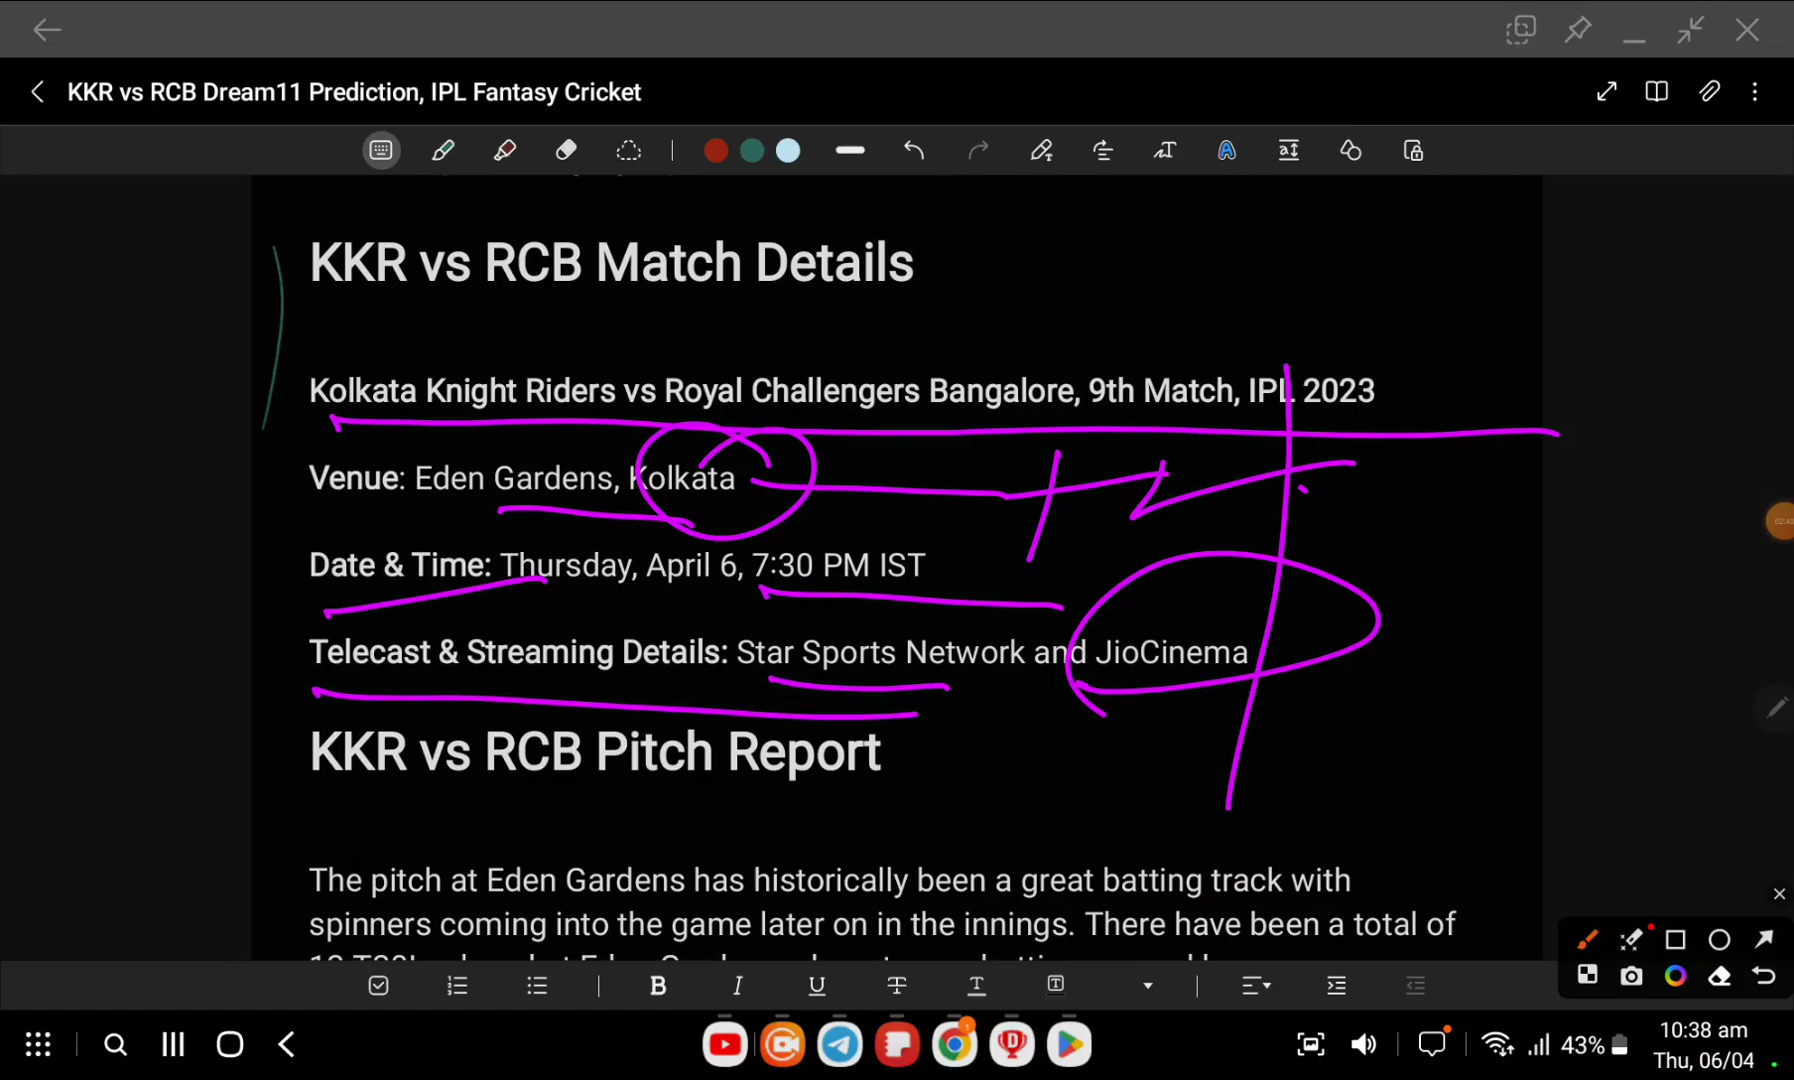 KKR vs RCB Dream11 Prediction, IPL Fantasy Cricket
KKR vs RCB Match Details
Kolkata Knight Riders vs Royal Challengers Bangalore, 9th Match, IPL 2023
Venue: Eden Gardens, Kolkata
Date & Time: Thursday, April 6, 7:30 PM IST
Telecast & Streaming Details: Star Sports Network and JioCinema
KKR vs RCB Pitch Report
The pitch at Eden Gardens has historically been a great batting track with
spinners coming into the game later on in the innings. There have been a total of
43%
10:38 am
Thu, 06/04